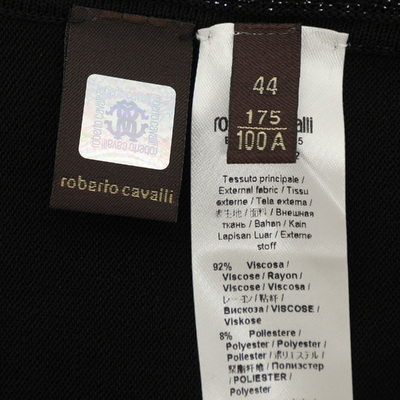 roberto cavalli
44
175
100 A
Tessuto principale /
External fabric / Tissu
externe / Tela externa /
表生地 / 面料 / Внешняя
ткань / Bahan / Kain
Lapisan Luar / Externe
stoff
92% Viscosa /
Viscose / Rayon /
Viscose / Viscosa /
レーヨン / 粘纤 /
Вискоза / VISCOSE /
Viskose
8% Poliestere /
Polyester / Polyester /
Poliester / ポリエステル /
聚酯纤维 / Полиэстер
/ POLIESTER /
Polyester